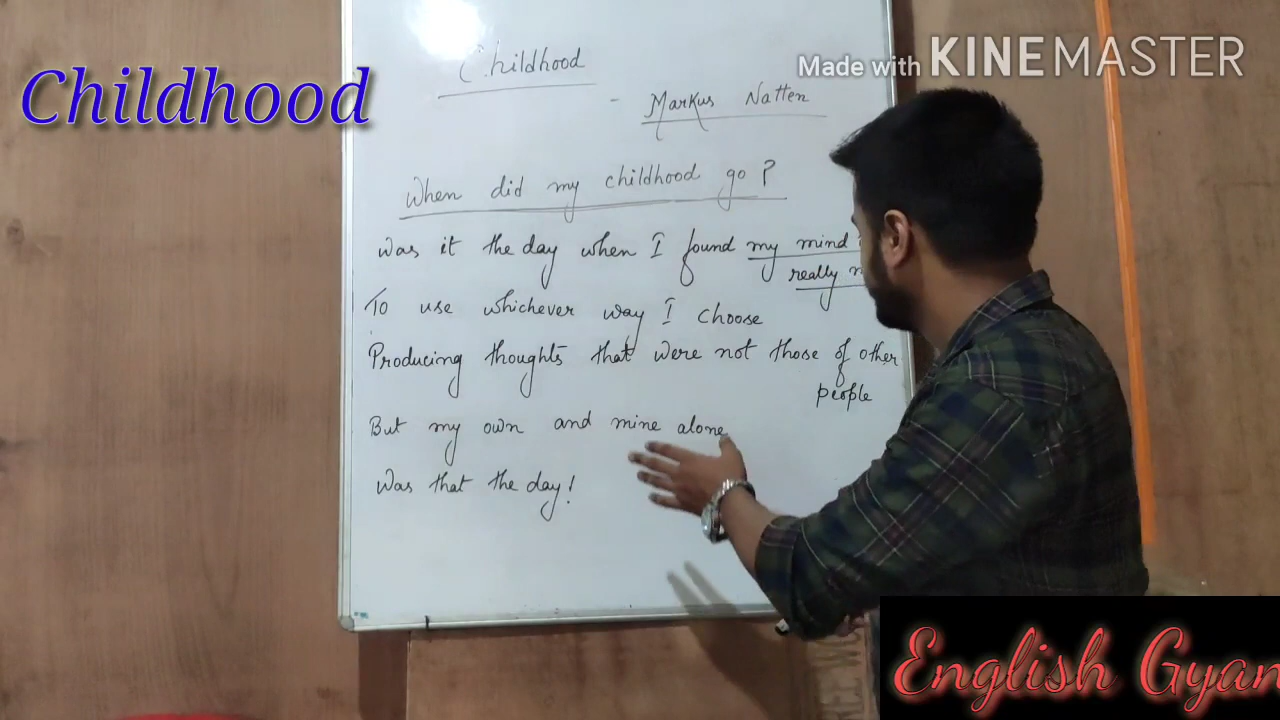 Childhood
Made with KINEMASTER
Childhood
- Markus Natten
When did my childhood go?
Was it the day when I found my mind
really
To use whichever way I choose
Producing thoughts that were not those of other
people
But my own and mine alone
Was that the day!
English Gyan